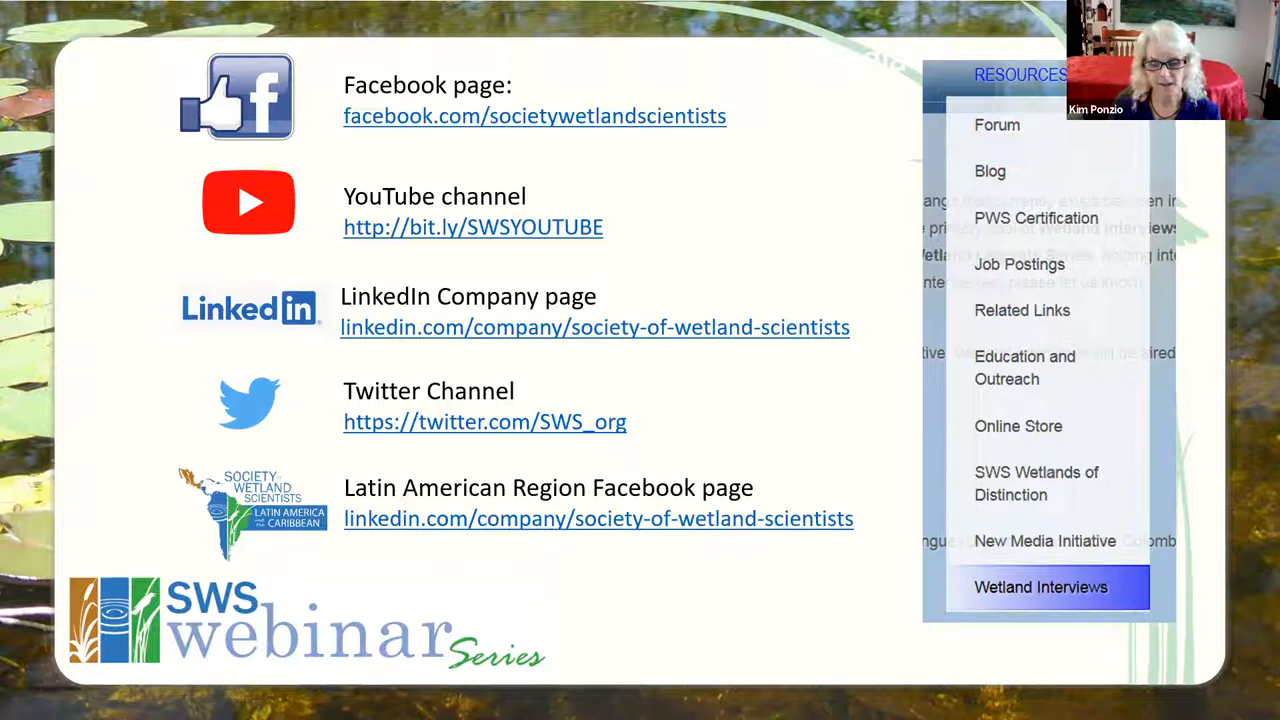 Facebook page:
facebook.com/societywetlandscientists
YouTube channel
http://bit.ly/SWSYOUTUBE
Linked in
LinkedIn Company page
linkedin.com/company/society-of-wetland-scientists
Twitter Channel
https://twitter.com/SWS_org
SOCIETY of
WETLAND
SCIENTISTS
LATIN AMERICA
and the CARIBBEAN
Latin American Region Facebook page
linkedin.com/company/society-of-wetland-scientists
SWS
webinar
Series
RESOURCES
Forum
Blog
PWS Certification
Job Postings
Related Links
Education and
Outreach
Online Store
SWS Wetlands of
Distinction
New Media Initiative
Wetland Interviews
Kim Ponzio